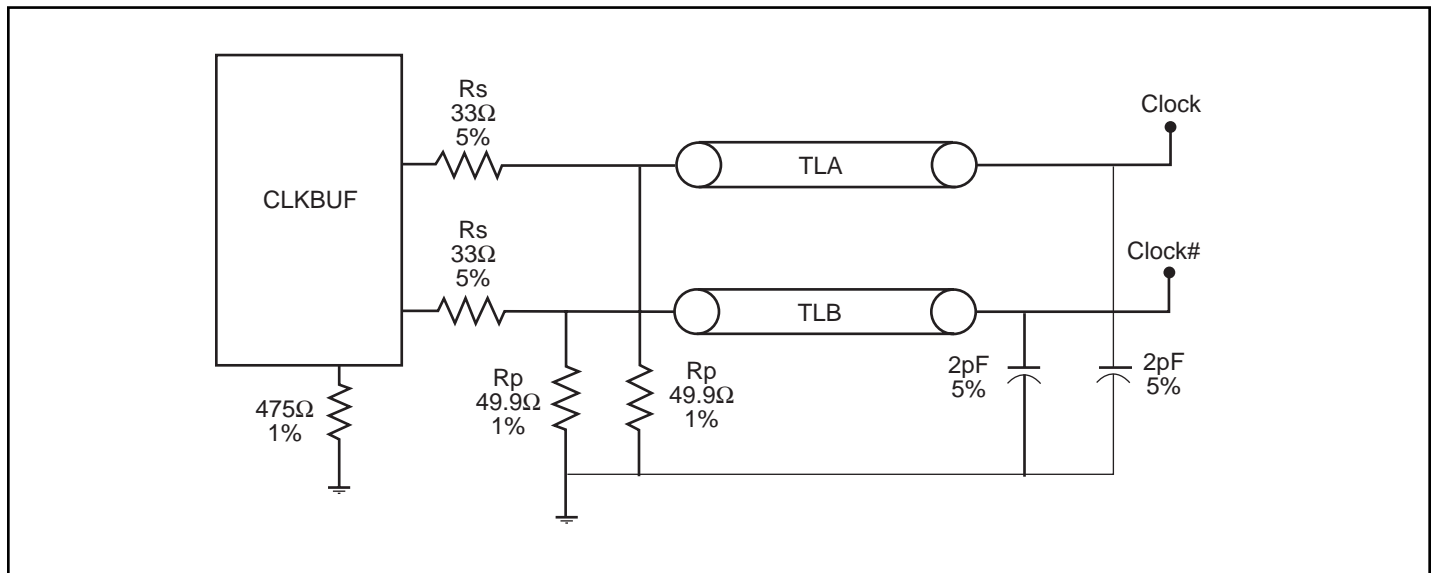 CLKBUF
Rs
33Ω
5%
TLA
Clock
Rs
33Ω
5%
TLB
Clock#
475Ω
1%
Rp
49.9Ω
1%
Rp
49.9Ω
1%
2pF
5%
2pF
5%